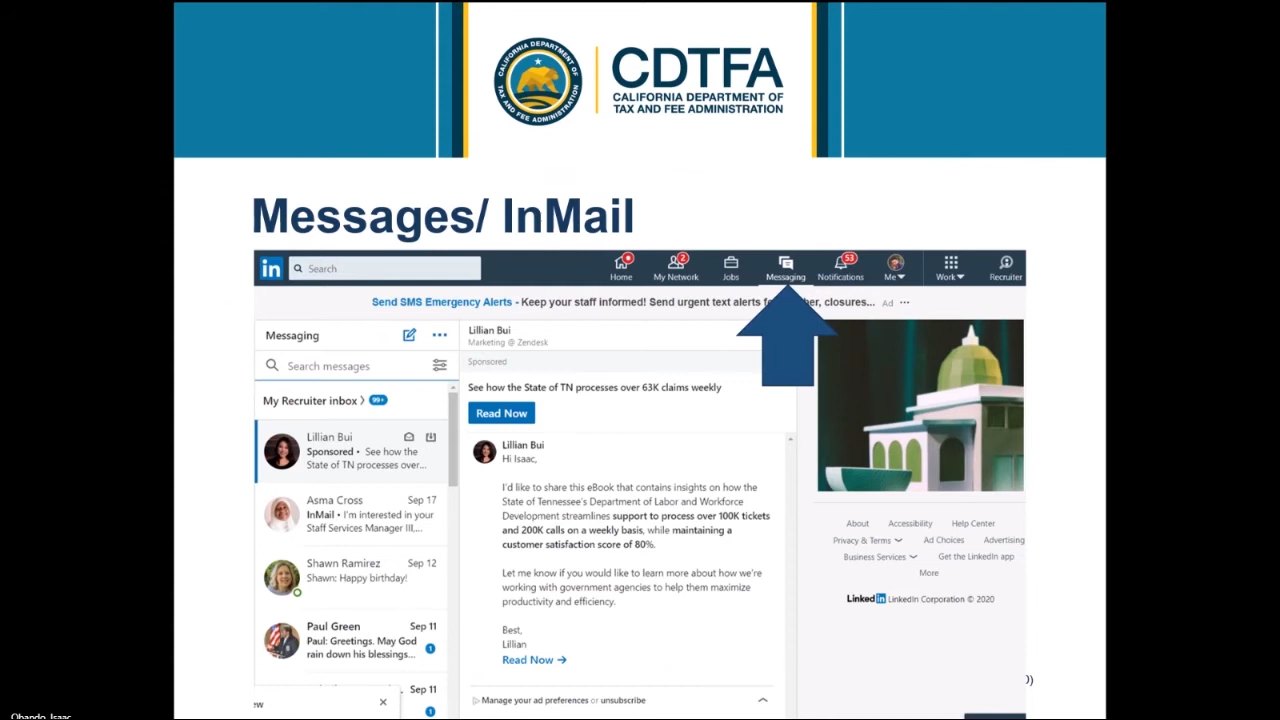 CALIFORNIA DEPARTMENT OF
TAX AND FEE ADMINISTRATION
CDTFA
CALIFORNIA DEPARTMENT OF
TAX AND FEE ADMINISTRATION
Messages/ InMail
in
Search
Home
2
My Network
Jobs
Messaging
53
Notifications
Me
Work
Recruiter
Send SMS Emergency Alerts - Keep your staff informed! Send urgent text alerts closures...
Ad ...
Messaging
Search messages
My Recruiter inbox
99+
Lillian Bui
Sponsored • See how the
State of TN processes over...
Asma Cross Sep 17
InMail • I'm interested in your
Staff Services Manager III,...
Shawn Ramirez Sep 12
Shawn: Happy birthday!
Paul Green Sep 11
Paul: Greetings. May God
rain down his blessings...
1
Sep 11
1
Lillian Bui
Marketing @ Zendesk
Sponsored
See how the State of TN processes over 63K claims weekly
Read Now
Lillian Bui
Hi Isaac,
I'd like to share this eBook that contains insights on how the
State of Tennessee's Department of Labor and Workforce
Development streamlines support to process over 100K tickets
and 200K calls on a weekly basis, while maintaining a
customer satisfaction score of 80%.
Let me know if you would like to learn more about how we're
working with government agencies to help them maximize
productivity and efficiency.
Best,
Lillian
Read Now →
Manage your ad preferences or unsubscribe
About Accessibility Help Center
Privacy & Terms Ad Choices Advertising
Business Services Get the LinkedIn app
More
Linked in LinkedIn Corporation © 2020
Obando, Isaac